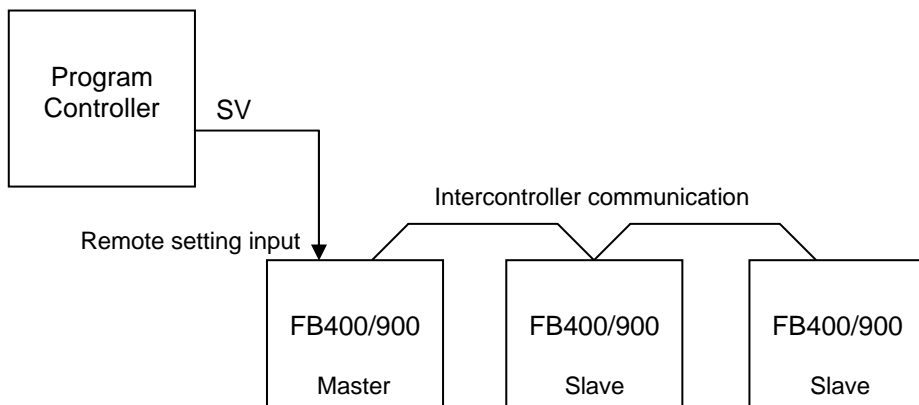 Program
Controller
SV
Intercontroller communication
Remote setting input
FB400/900
Master
FB400/900
Slave
FB400/900
Slave